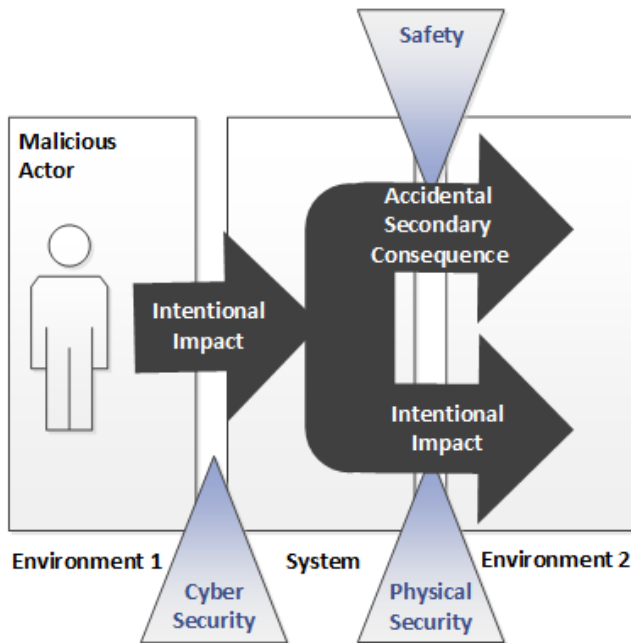 Safety
Malicious
Actor
Accidental
Secondary
Consequence
Intentional
Impact
Intentional
Impact
Environment 1
System
Environment 2
Cyber
Security
Physical
Security